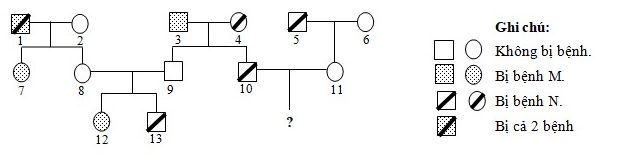 1 2 3 4 5 6
7 8 9 10 11
?
12 13
Ghi chú:
Không bị bệnh.
Bị bệnh M.
Bị bệnh N.
Bị cả 2 bệnh